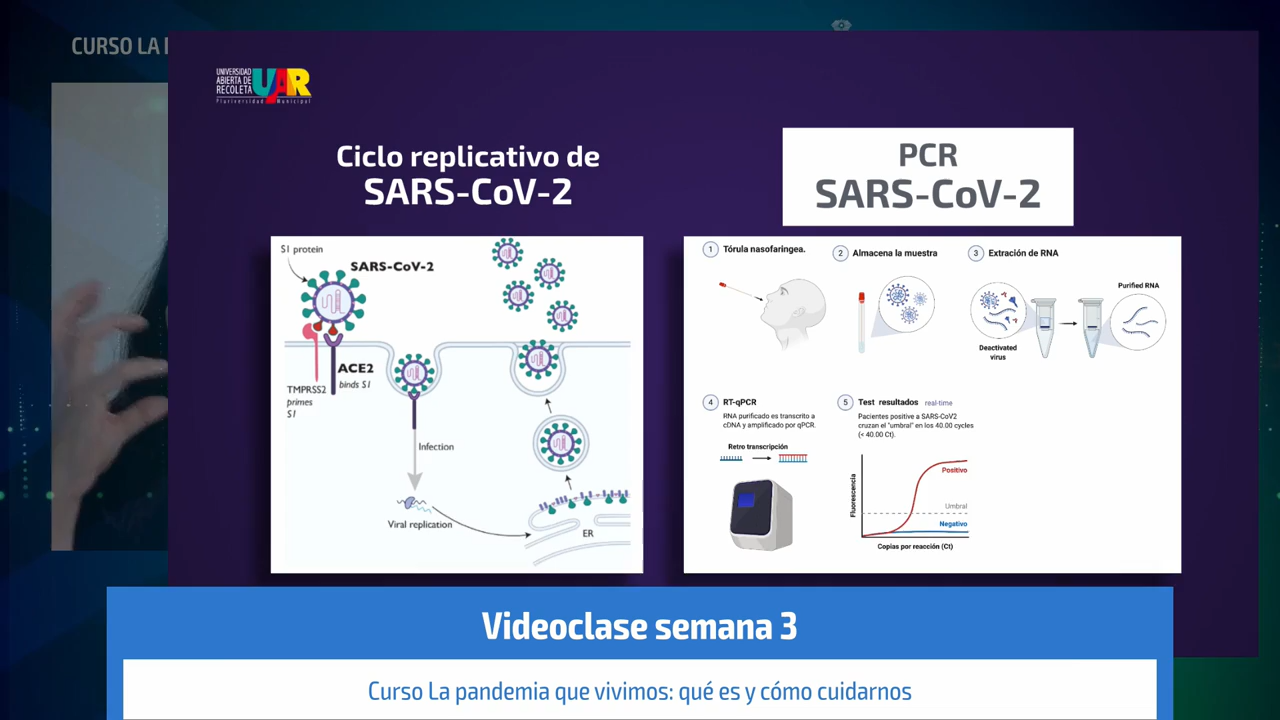 CURSO LA
UNIVERSIDAD
ABIERTA DE
RECOLETA
UAR
Pluriversidad Municipal
Ciclo replicativo de
SARS-CoV-2
S1 protein
SARS-CoV-2
ACE2
binds S1
TMPRSS2
primes
S1
Infection
Viral replication
ER
PCR
SARS-CoV-2
1 Tórula nasofaringea.
2 Almacena la muestra
3 Extración de RNA
Purified RNA
Deactivated
virus
4 RT-qPCR
RNA purificado es transcrito a
cDNA y amplificado por qPCR.
Retro transcripción
5 Test resultados real-time
Pacientes positive a SARS-CoV2
cruzan el "umbral" en los 40.00 cycles
(< 40.00 Ct).
Fluorescencia
Positivo
Umbral
Negativo
Copias por reacción (Ct)
Videoclase semana 3
Curso La pandemia que vivimos: qué es y cómo cuidarnos